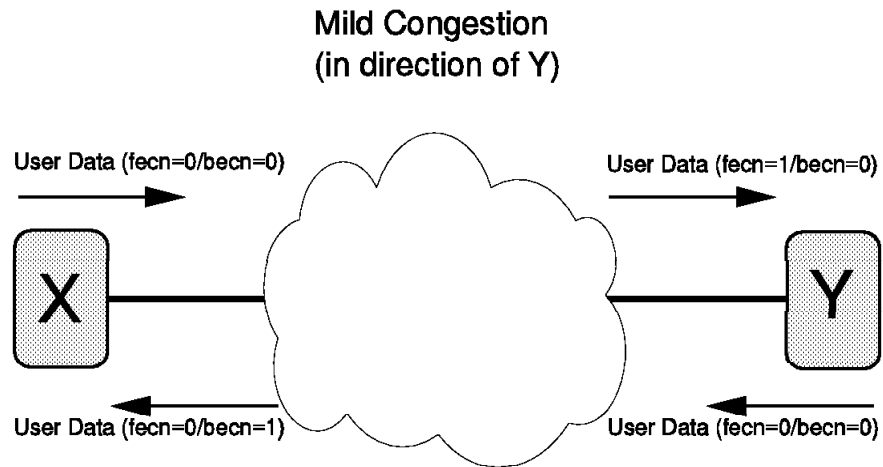 Mild Congestion
(in direction of Y)
User Data (fecn=0/becn=0)
User Data (fecn=1/becn=0)
X
Y
User Data (fecn=0/becn=1)
User Data (fecn=0/becn=0)